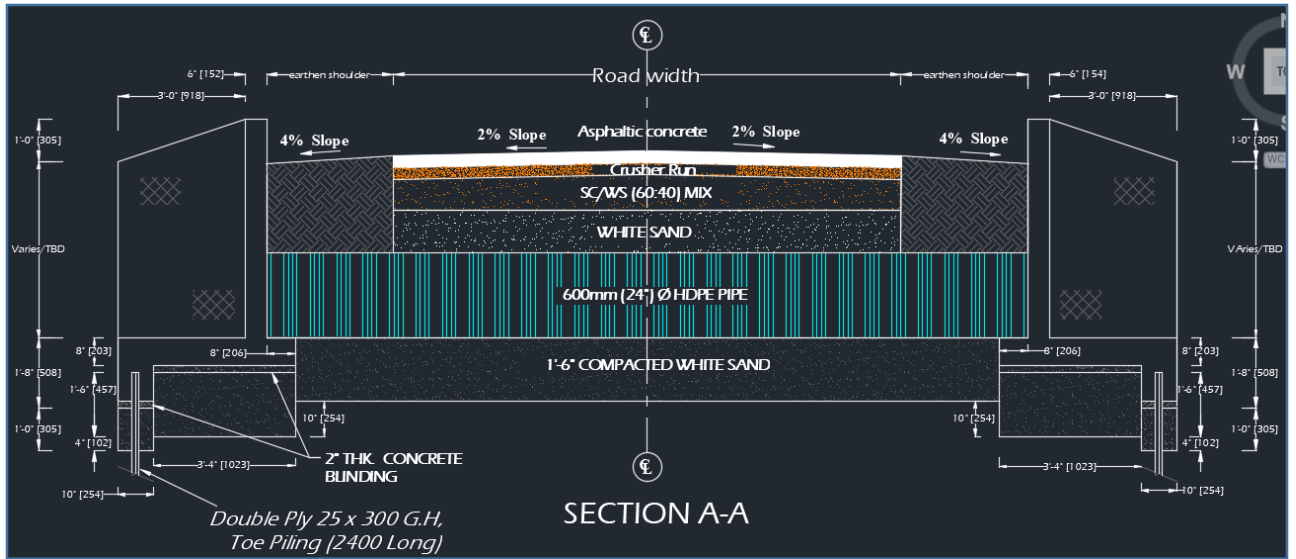 ℄
6" [152]
earthen shoulder
Road width
earthen shoulder
6" [154]
3'-0" [918]
3'-0" [918]
W
1'-0" [305]
4% Slope
2% Slope
Asphaltic concrete
2% Slope
4% Slope
1'-0" [305]
Crusher Run
SC/WS (60:40) MIX
WHITE SAND
Varies/TBD
VAries/TBD
600mm (24") Ø HDPE PIPE
8" [203]
8" [206]
1'-6" COMPACTED WHITE SAND
8" [206]
8" [203]
1'-8" [508]
1'-6" [457]
1'-6" [457]
1'-8" [508]
10" [254]
10" [254]
1'-0" [305]
1'-0" [305]
4" [102]
4" [102]
3'-4" [1023]
2" THK. CONCRETE
BLINDING
℄
3'-4" [1023]
10" [254]
10" [254]
Double Ply 25 x 300 G.H,
Toe Piling (2400 Long)
SECTION A-A